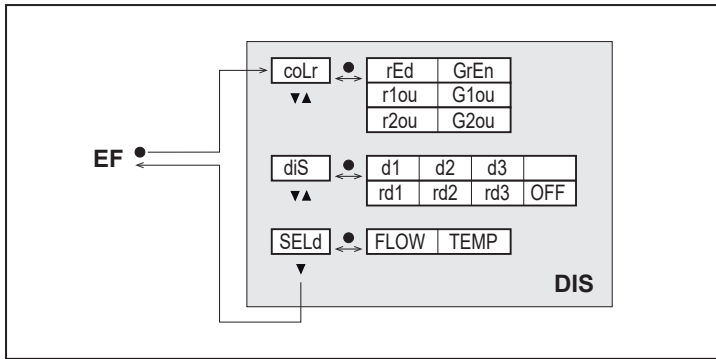 coLr rEd GrEn
r1ou G1ou
r2ou G2ou
EF
diS d1 d2 d3
rd1 rd2 rd3 OFF
SELd FLOW TEMP
DIS